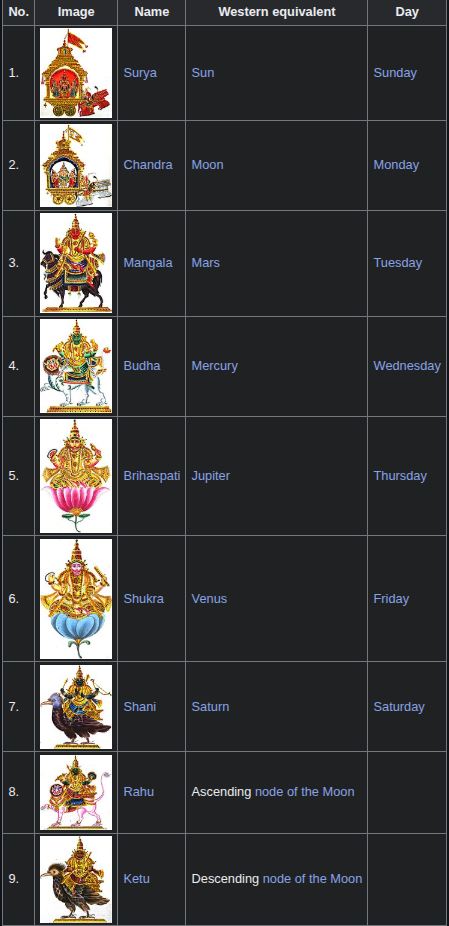 No. Image Name Western equivalent Day
1. Surya Sun Sunday
2. Chandra Moon Monday
3. Mangala Mars Tuesday
4. Budha Mercury Wednesday
5. Brihaspati Jupiter Thursday
6. Shukra Venus Friday
7. Shani Saturn Saturday
8. Rahu Ascending node of the Moon
9. Ketu Descending node of the Moon